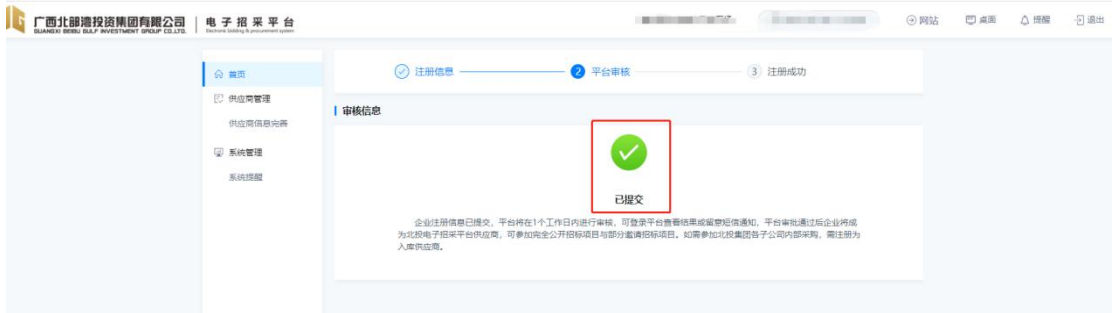 广西北部湾投资集团有限公司
GUANGXI BEIBU GULF INVESTMENT GROUP CO.,LTD.
电子招采平台
Electronic bidding & procurement system
网站 桌面 提醒 退出
首页
供应商管理
供应商信息完善
系统管理
系统提醒
注册信息 2 平台审核 3 注册成功
审核信息
已提交
企业注册信息已提交，平台将在1个工作日内进行审核，可登录平台查看结果或留意短信通知，平台审批通过后企业将成
为北投电子招采平台供应商，可参加完全公开招标项目与部分邀请招标项目。如需参加北投集团各子公司内部采购，需注册为
入库供应商。